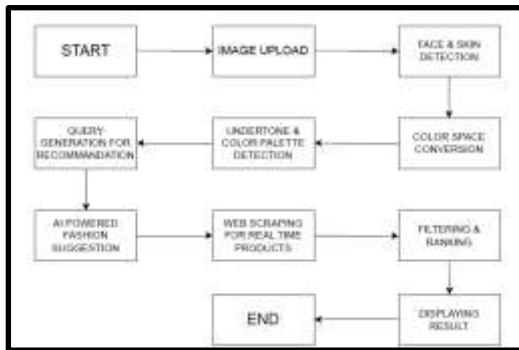 START
IMAGE UPLOAD
FACE & SKIN
DETECTION
QUERY
GENERATION FOR
RECOMMANDATION
UNDERTONE &
COLOR PALETTE
DETECTION
COLOR SPACE
CONVERSION
AI POWERED
FASHION
SUGGESTION
WEB SCRAPING
FOR REAL TIME
PRODUCTS
FILTERING &
RANKING
END
DISPLAYING
RESULT